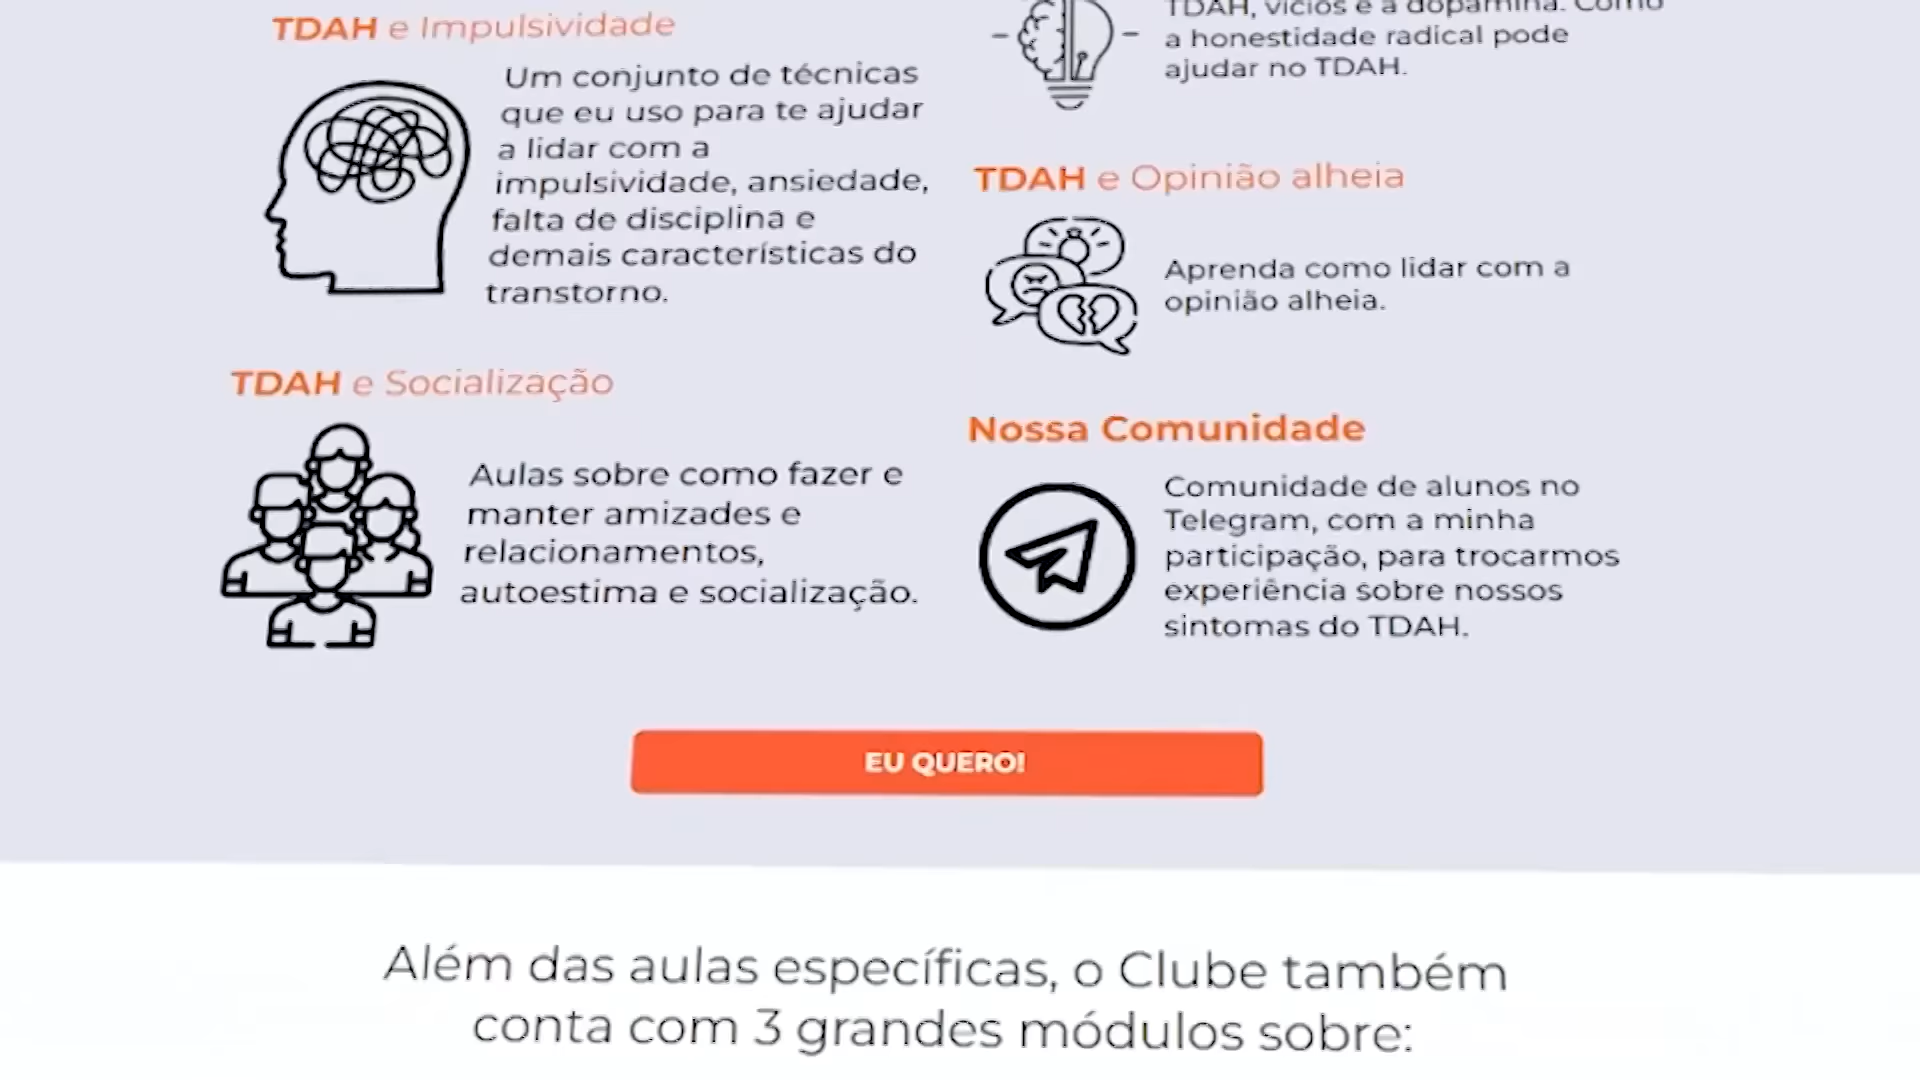 TDAH e Impulsividade
Um conjunto de técnicas
que eu uso para te ajudar
a lidar com a
impulsividade, ansiedade,
falta de disciplina e
demais características do
transtorno.
TDAH e Socialização
Aulas sobre como fazer e
manter amizades e
relacionamentos,
autoestima e socialização.
TDAH, vícios e a dopamina. Como
a honestidade radical pode
ajudar no TDAH.
TDAH e Opinião alheia
Aprenda como lidar com a
opinião alheia.
Nossa Comunidade
Comunidade de alunos no
Telegram, com a minha
participação, para trocarmos
experiência sobre nossos
sintomas do TDAH.
EU QUERO!
Além das aulas específicas, o Clube também
conta com 3 grandes módulos sobre: